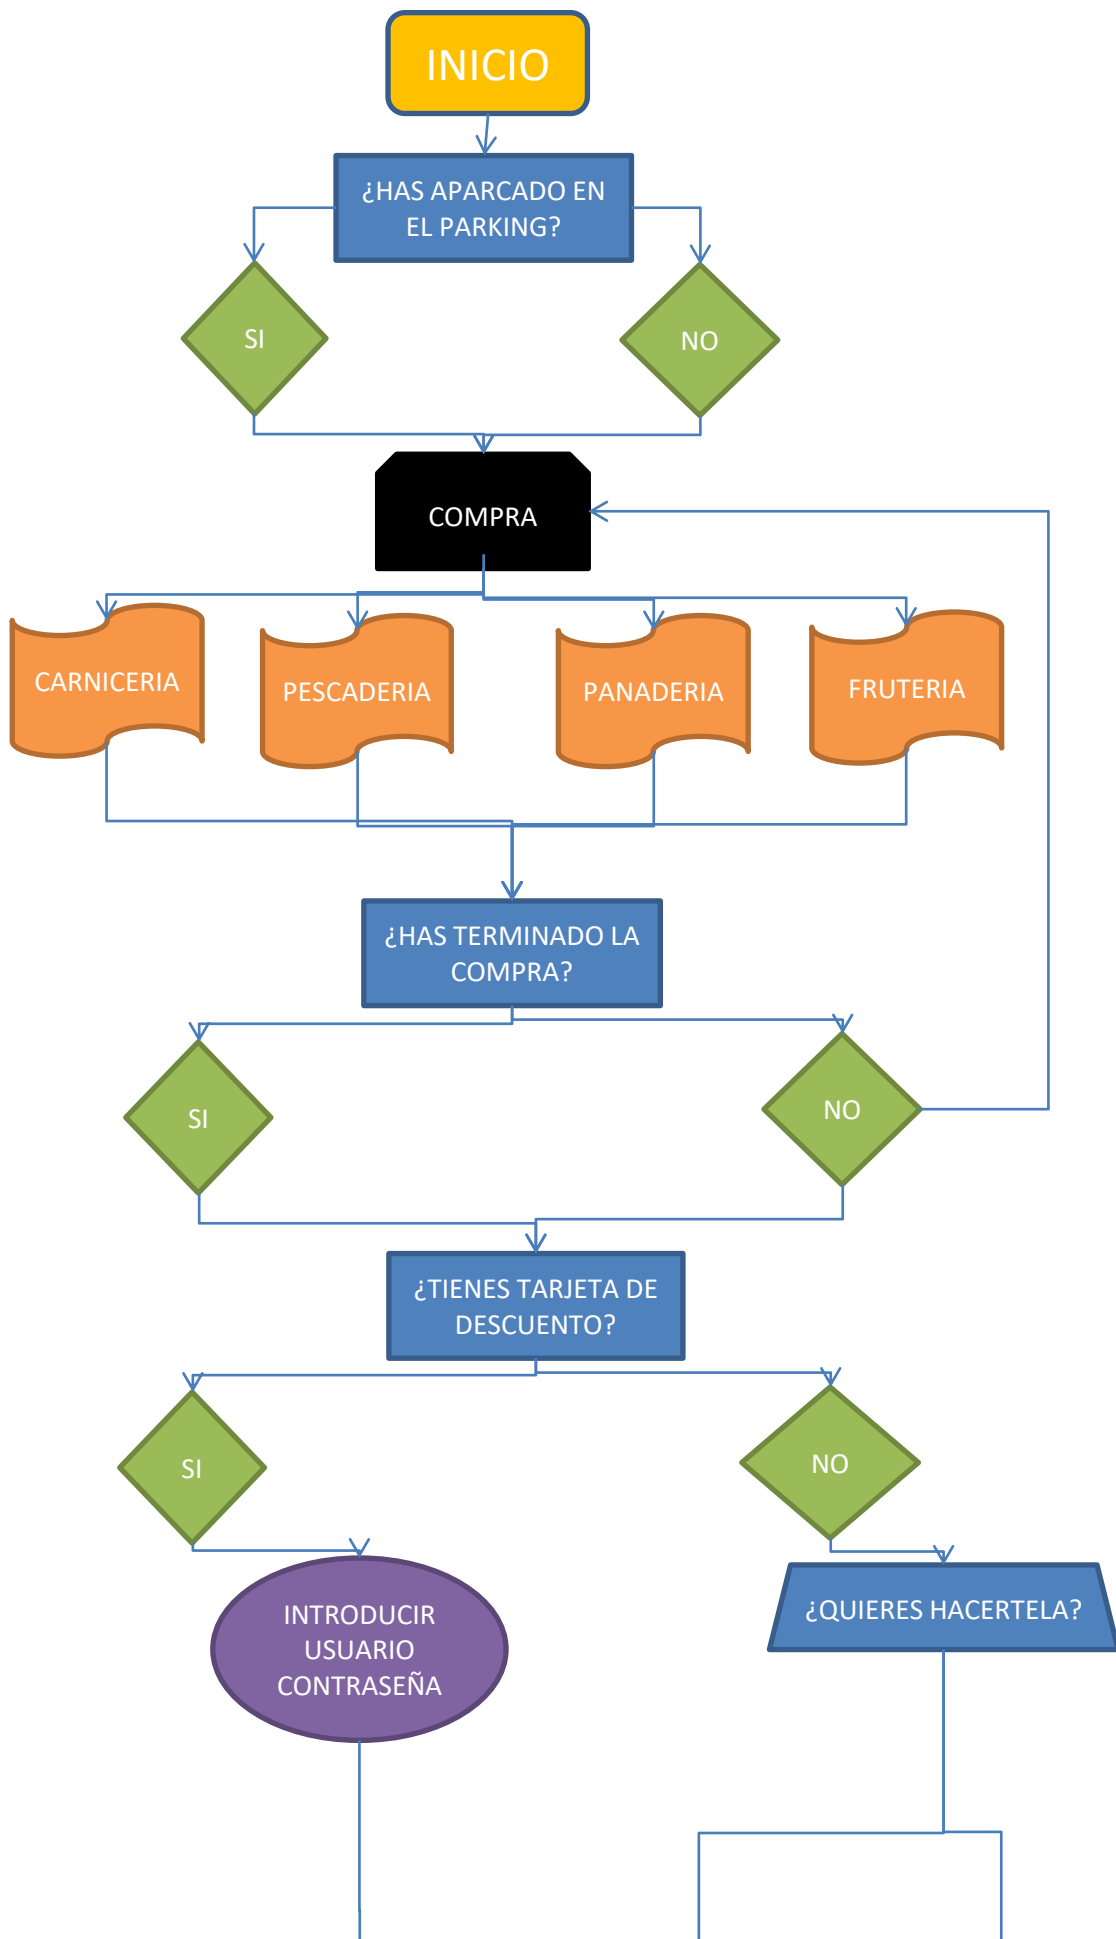 INICIO
¿HAS APARCADO EN
EL PARKING?
SI
NO
COMPRA
CARNICERIA
PESCADERIA
PANADERIA
FRUTERIA
¿HAS TERMINADO LA
COMPRA?
SI
NO
¿TIENES TARJETA DE
DESCUENTO?
SI
NO
INTRODUCIR
USUARIO
CONTRASEÑA
¿QUIERES HACERTELA?